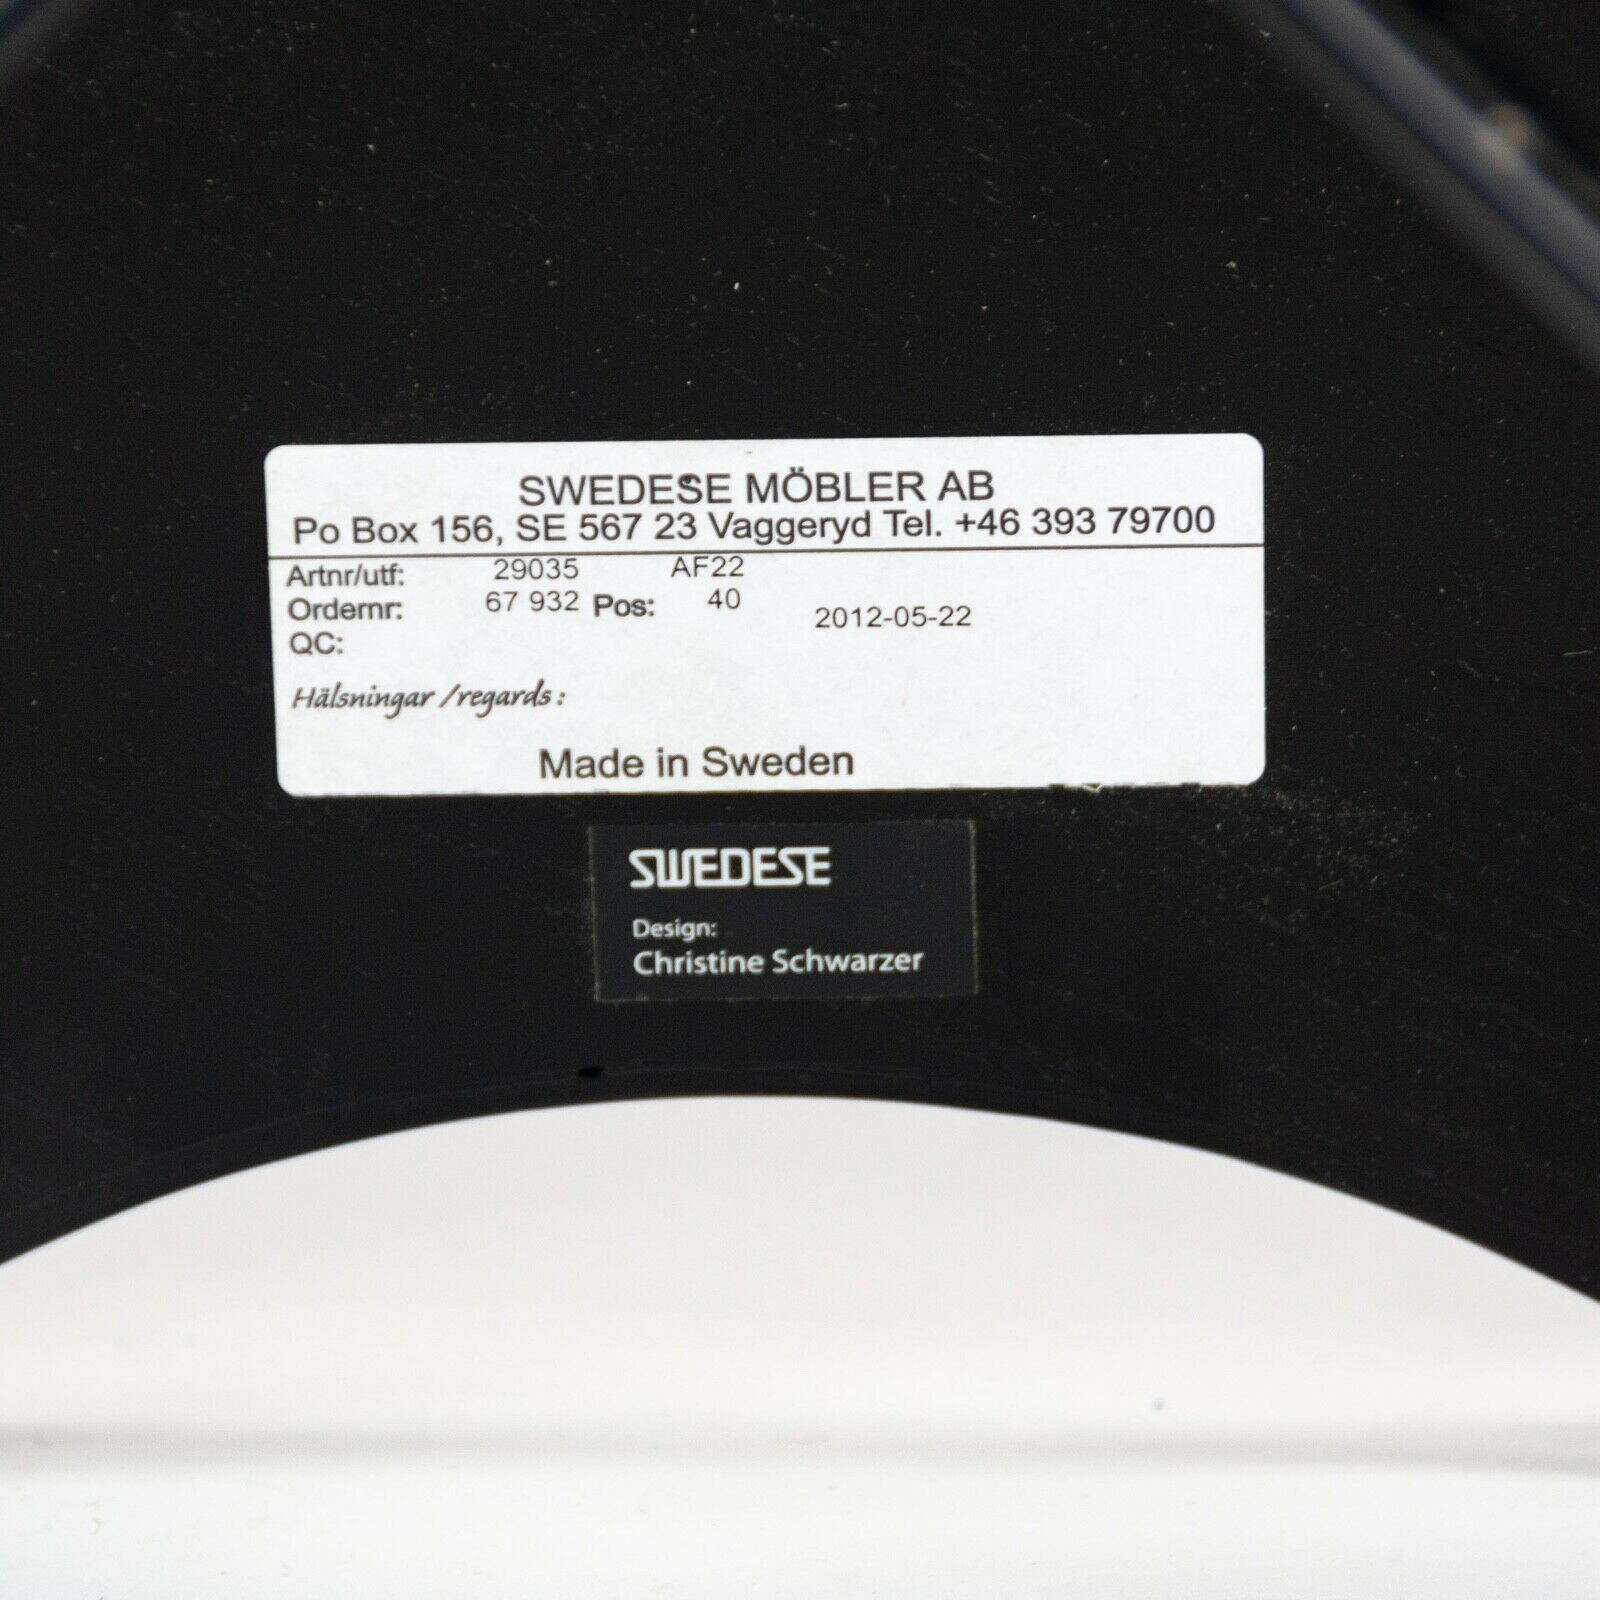 SWEDESE MÖBLER AB
Po Box 156, SE 567 23 Vaggeryd Tel. +46 393 79700
Artnr/utf: 29035 AF22
Ordernr: 67 932 Pos: 40 2012-05-22
QC:
Hälsningar /regards :
Made in Sweden
SWEDESE
Design:
Christine Schwarzer